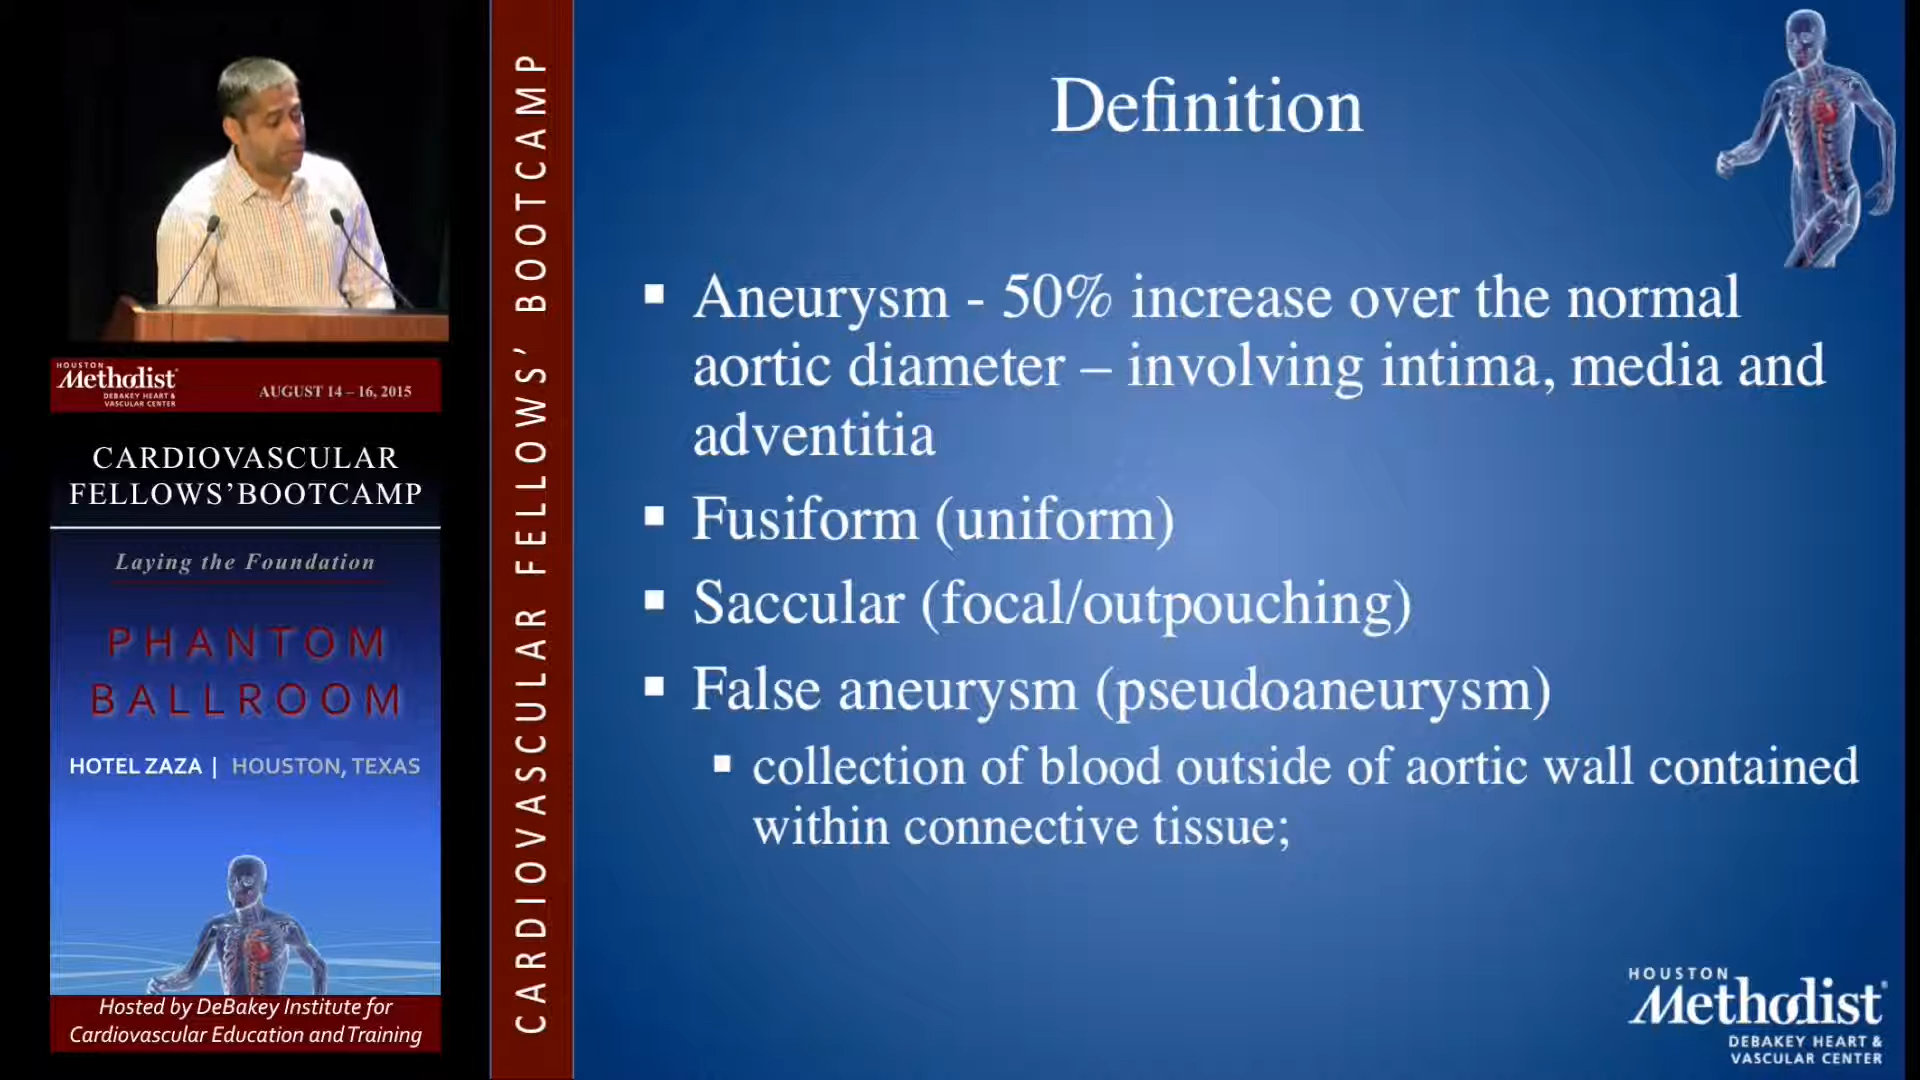 HOUSTON
Methodist
DEBAKEY HEART &
VASCULAR CENTER
AUGUST 14 – 16, 2015
CARDIOVASCULAR
FELLOWS’BOOTCAMP
Laying the Foundation
PHANTOM
BALLROOM
HOTEL ZAZA | HOUSTON, TEXAS
Hosted by DeBakey Institute for
Cardiovascular Education and Training
CARDIOVASCULAR FELLOWS’ BOOTCAMP
Definition
▪ Aneurysm - 50% increase over the normal
aortic diameter – involving intima, media and
adventitia
▪ Fusiform (uniform)
▪ Saccular (focal/outpouching)
▪ False aneurysm (pseudoaneurysm)
▪ collection of blood outside of aortic wall contained
within connective tissue;
HOUSTON
Methodist
DEBAKEY HEART &
VASCULAR CENTER